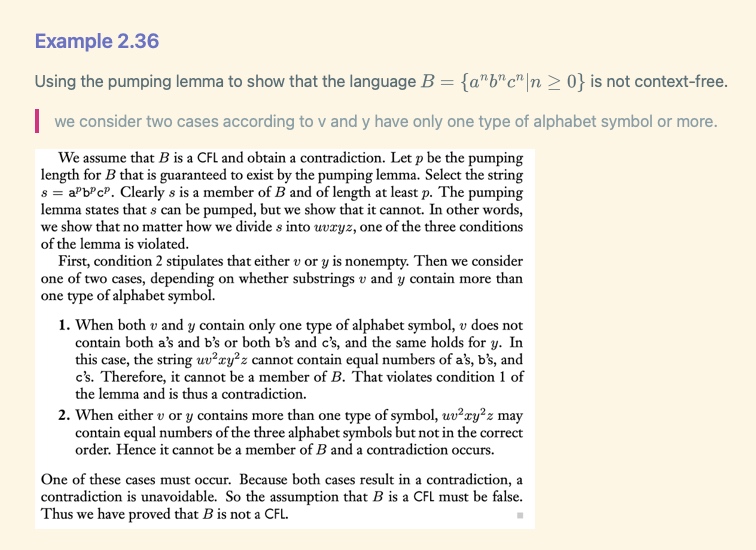 Example 2.36
Using the pumping lemma to show that the language B = {aⁿbⁿcⁿ|n ≥ 0} is not context-free.
we consider two cases according to v and y have only one type of alphabet symbol or more.
We assume that B is a CFL and obtain a contradiction. Let p be the pumping
length for B that is guaranteed to exist by the pumping lemma. Select the string
s = aᵖbᵖcᵖ. Clearly s is a member of B and of length at least p. The pumping
lemma states that s can be pumped, but we show that it cannot. In other words,
we show that no matter how we divide s into uvxyz, one of the three conditions
of the lemma is violated.
First, condition 2 stipulates that either v or y is nonempty. Then we consider
one of two cases, depending on whether substrings v and y contain more than
one type of alphabet symbol.
1. When both v and y contain only one type of alphabet symbol, v does not
contain both a's and b's or both b's and c's, and the same holds for y. In
this case, the string uv²xy²z cannot contain equal numbers of a's, b's, and
c's. Therefore, it cannot be a member of B. That violates condition 1 of
the lemma and is thus a contradiction.
2. When either v or y contains more than one type of symbol, uv²xy²z may
contain equal numbers of the three alphabet symbols but not in the correct
order. Hence it cannot be a member of B and a contradiction occurs.
One of these cases must occur. Because both cases result in a contradiction, a
contradiction is unavoidable. So the assumption that B is a CFL must be false.
Thus we have proved that B is not a CFL.